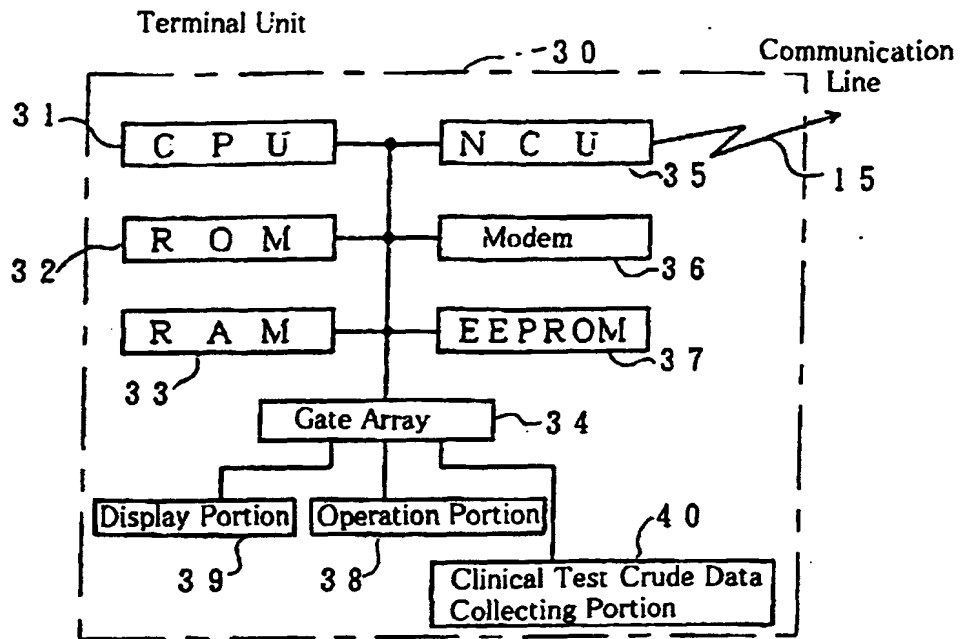 Terminal Unit
30
Communication
Line
31
CPU
NCU
35
15
32
ROM
Modem
36
RAM
EEPROM
33
37
Gate Array
34
Display Portion
Operation Portion
40
39
38
Clinical Test Crude Data
Collecting Portion